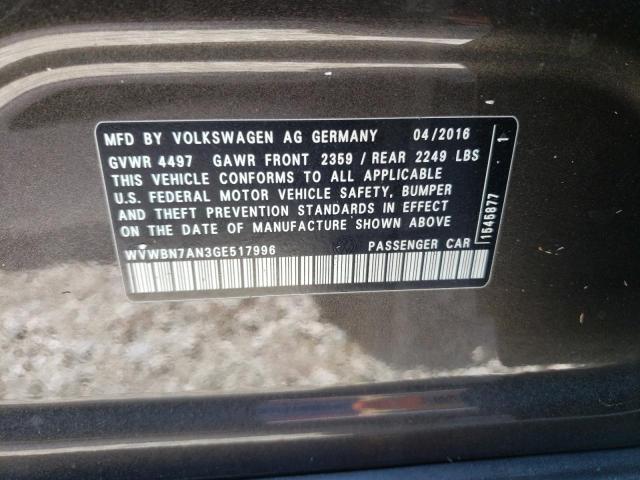 MFD BY VOLKSWAGEN AG GERMANY 04/2016
GVWR 4497 GAWR FRONT 2359 / REAR 2249 LBS
THIS VEHICLE CONFORMS TO ALL APPLICABLE
U.S. FEDERAL MOTOR VEHICLE SAFETY, BUMPER
AND THEFT PREVENTION STANDARDS IN EFFECT
ON THE DATE OF MANUFACTURE SHOWN ABOVE
WVWBN7AN3GE517996 PASSENGER CAR
1545877 1